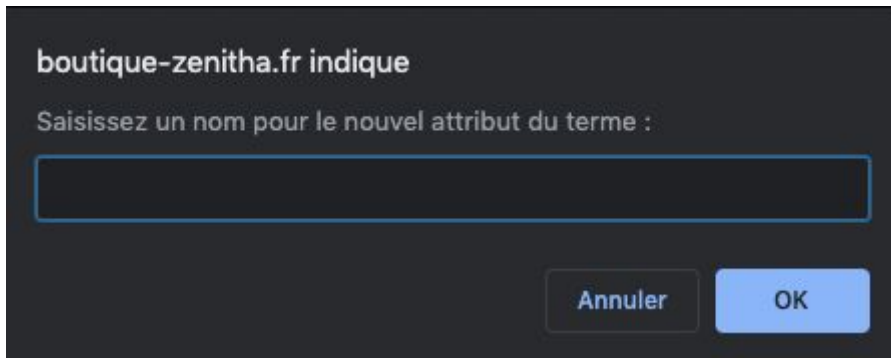 boutique-zenitha.fr indique
Saisissez un nom pour le nouvel attribut du terme :
Annuler
OK